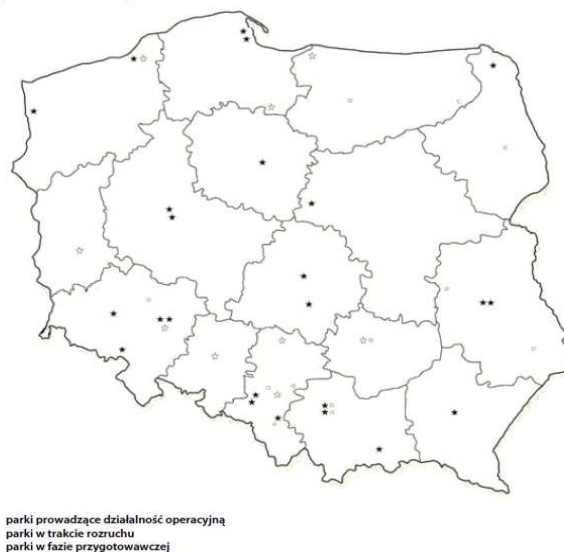 parki prowadzące działalność operacyjną
parki w trakcie rozruchu
parki w fazie przygotowawczej